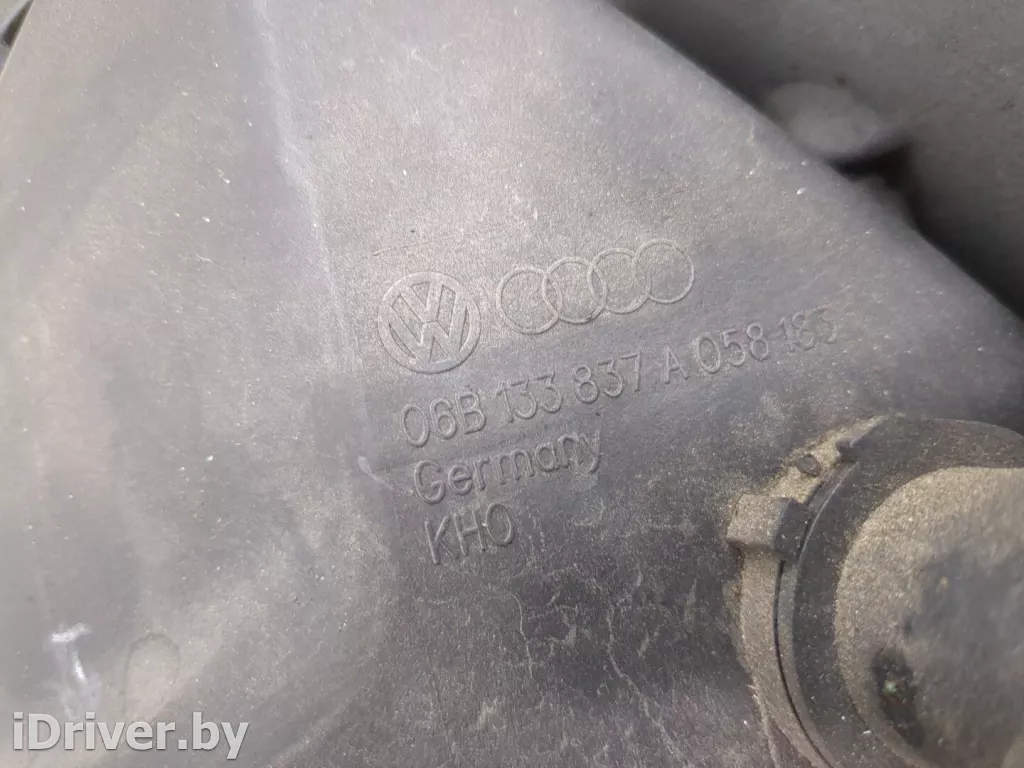 06B 133 837 A 058 183
Germany
KHO
iDriver.by